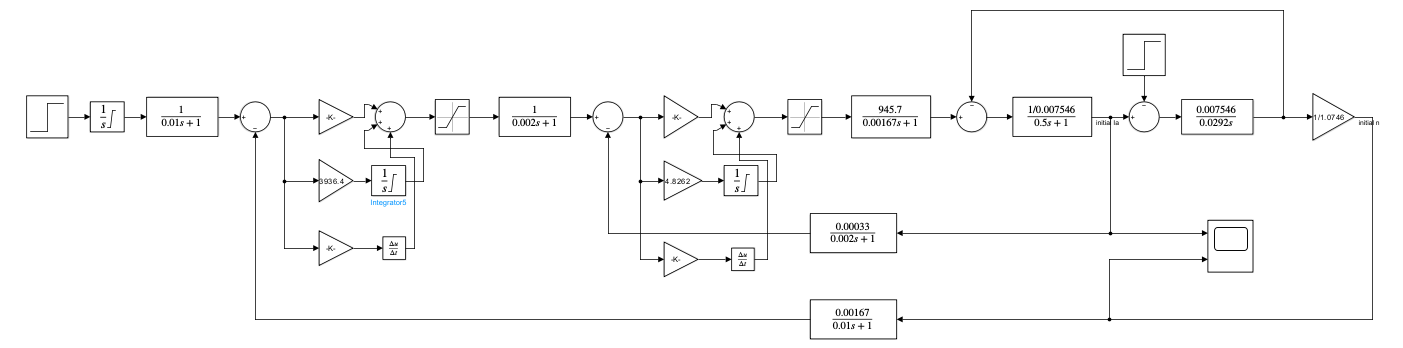 1
s
1
0.01s + 1
+
−
-K-
3936.4
1
s
Integrator5
-K-
Δu
Δt
+
+
+
1
0.002s + 1
+
−
-K-
4.8262
1
s
-K-
Δu
Δt
+
+
+
945.7
0.00167s + 1
+
−
1/0.007546
0.5s + 1
initial Ia
+
−
0.007546
0.0292s
1/1.0746
initial n
0.00033
0.002s + 1
0.00167
0.01s + 1